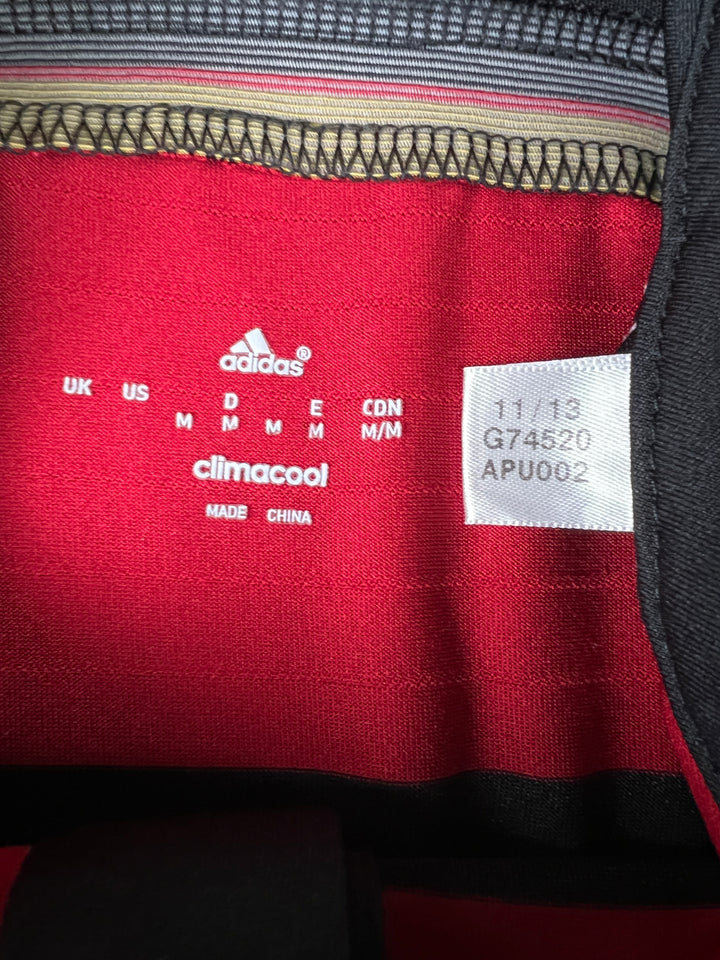 adidas®
UK US D E CDN
M M M M M/M
climacool
MADE CHINA
11/13
G74520
APU002